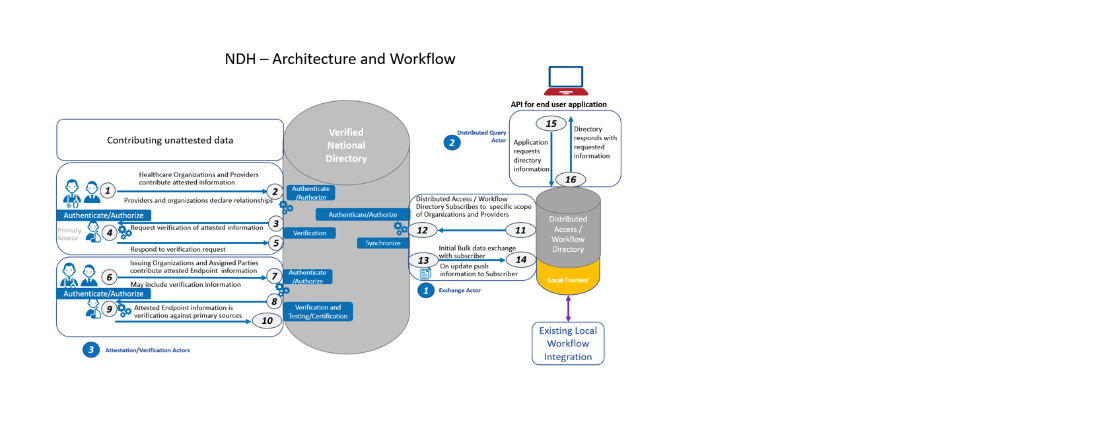 NDH – Architecture and Workflow
Contributing unattested data
Verified
National
Directory
Healthcare Organizations and Providers
contribute attested information
1
2
Authenticate
/Authorize
Providers and organizations declare relationships
Authenticate/Authorize
Primary
Source
3
Request verification of attested information
4
Verification
5
Respond to verification request
Issuing Organizations and Assigned Parties
contribute attested Endpoint information
6
7
Authenticate
/Authorize
May include verification information
Authenticate/Authorize
8
9
Attested Endpoint information is
verification against primary sources
10
Verification and
Testing/Certification
3
Attestation/Verification Actors
Authenticate/Authorize
Synchronize
API for end user application
2
Distributed Query
Actor
15
Application
requests
directory
information
Directory
responds with
requested
information
16
Distributed Access / Workflow
Directory Subscribes to specific scope
of Organizations and Providers
12
11
Initial Bulk data exchange
with subscriber
13
14
On update push
information to Subscriber
1
Exchange Actor
Distributed
Access /
Workflow
Directory
Local Content
Existing Local
Workflow
Integration